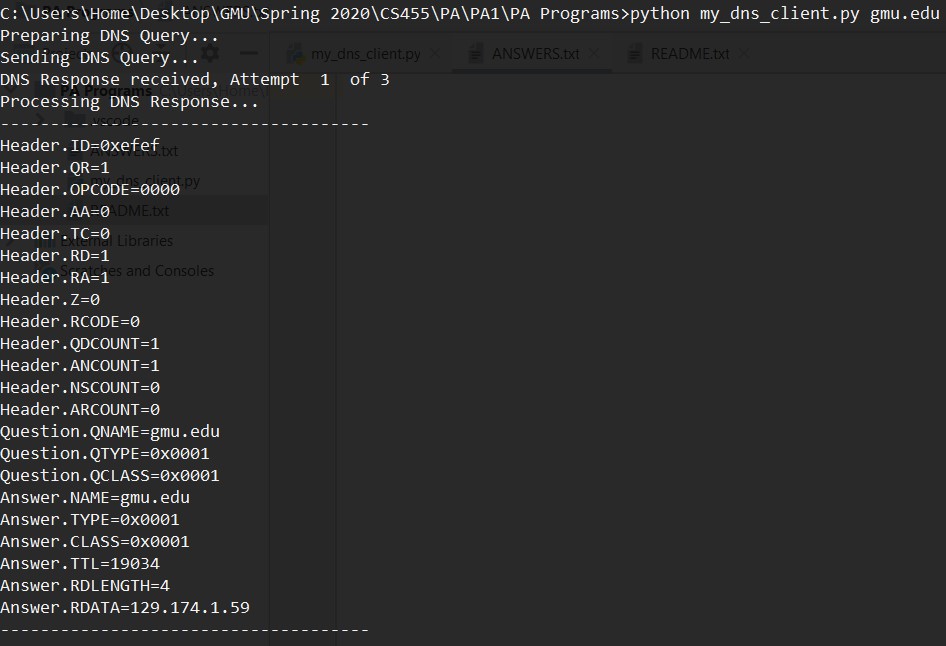 C:\Users\Home\Desktop\GMU\Spring 2020\CS455\PA\PA1\PA Programs>python my_dns_client.py gmu.edu
Preparing DNS Query...
my_dns_client.py
ANSWERS.txt
README.txt
Sending DNS Query...
DNS Response received, Attempt  1  of 3
PA Programs
Processing DNS Response...
-------------------------------------
.vscode
Header.ID=0xefef
ANSWERS.txt
Header.QR=1
my_dns_client.py
Header.OPCODE=0000
Header.AA=0
README.txt
Header.TC=0
External Libraries
Header.RD=1
Scratches and Consoles
Header.RA=1
Header.Z=0
Header.RCODE=0
Header.QDCOUNT=1
Header.ANCOUNT=1
Header.NSCOUNT=0
Header.ARCOUNT=0
Question.QNAME=gmu.edu
Question.QTYPE=0x0001
Question.QCLASS=0x0001
Answer.NAME=gmu.edu
Answer.TYPE=0x0001
Answer.CLASS=0x0001
Answer.TTL=19034
Answer.RDLENGTH=4
Answer.RDATA=129.174.1.59
-------------------------------------